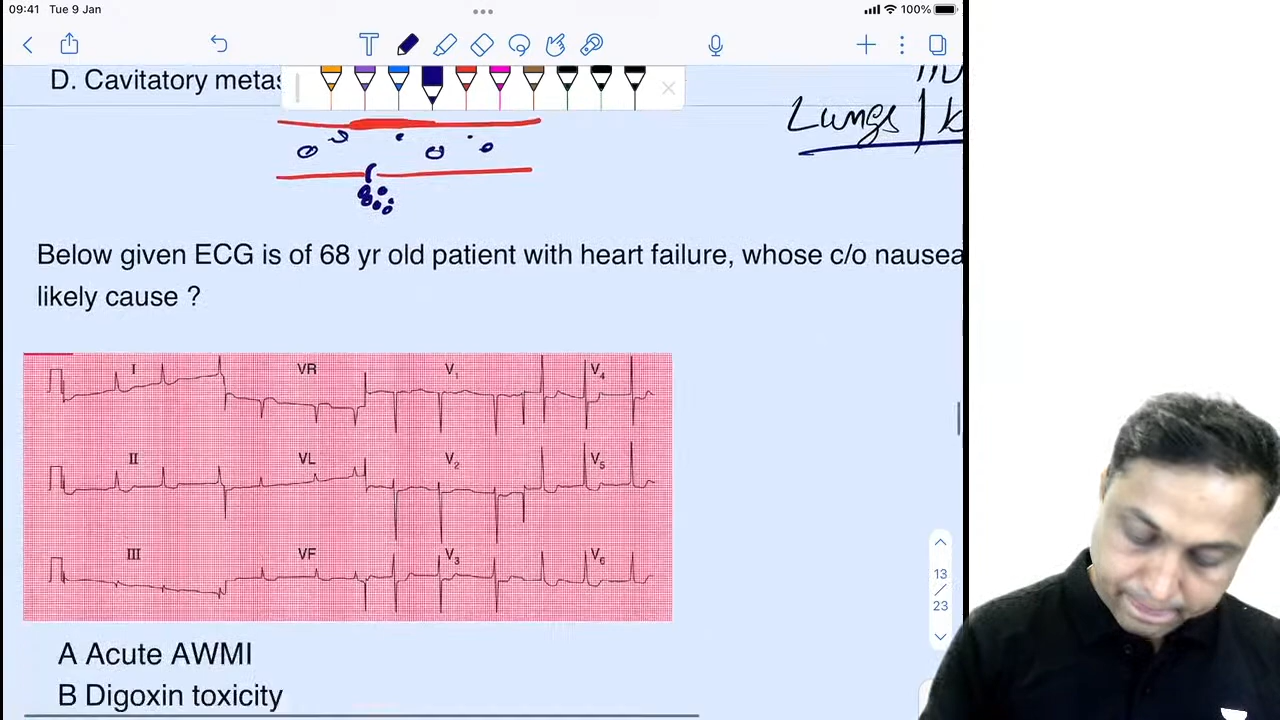 09:41 Tue 9 Jan
100%
T
D. Cavitatory metas
Lungs
Below given ECG is of 68 yr old patient with heart failure, whose c/o nausea
likely cause ?
I VR V1 V4
II VL V2 V5
III VF V3 V6
13
/
23
A Acute AWMI
B Digoxin toxicity